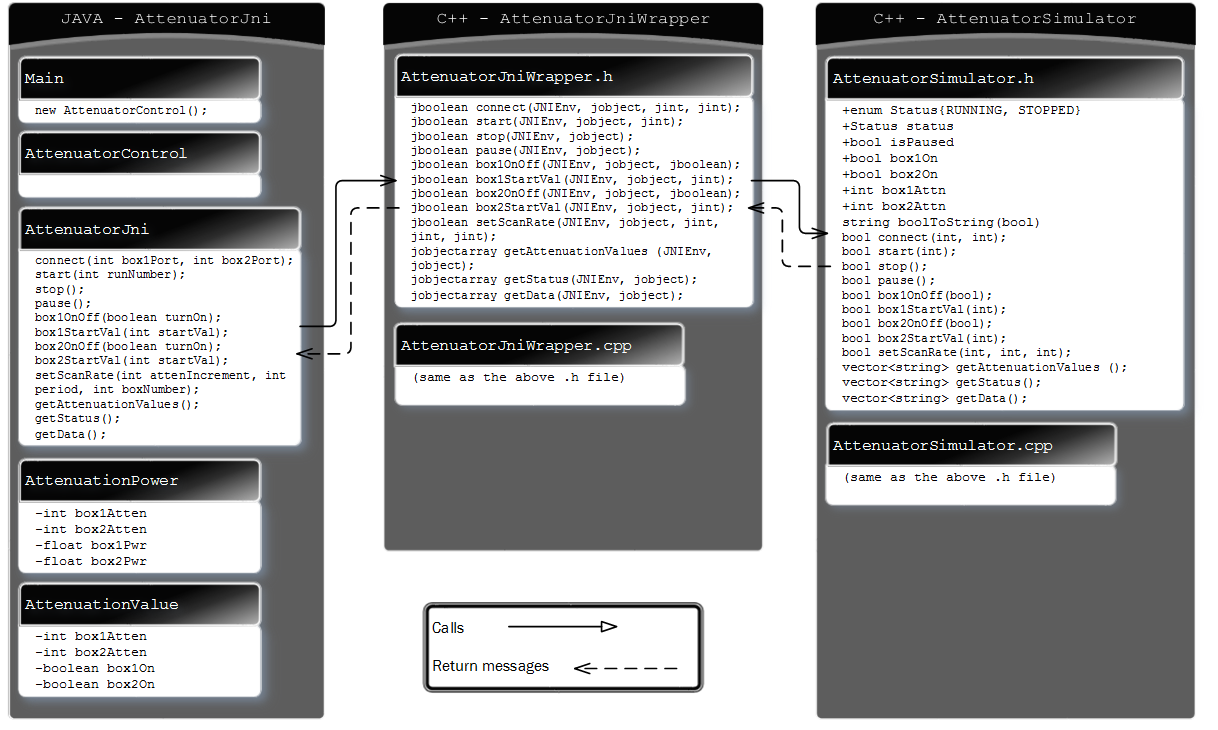 JAVA - AttenuatorJni
Main
new AttenuatorControl();
AttenuatorControl
AttenuatorJni
connect(int box1Port, int box2Port);
start(int runNumber);
stop();
pause();
box1OnOff(boolean turnOn);
box1StartVal(int startVal);
box2OnOff(boolean turnOn);
box2StartVal(int startVal);
setScanRate(int attenIncrement, int
period, int boxNumber);
getAttenuationValues();
getStatus();
getData();
AttenuationPower
-int box1Atten
-int box2Atten
-float box1Pwr
-float box2Pwr
AttenuationValue
-int box1Atten
-int box2Atten
-boolean box1On
-boolean box2On
C++ - AttenuatorJniWrapper
AttenuatorJniWrapper.h
jboolean connect(JNIEnv, jobject, jint, jint);
jboolean start(JNIEnv, jobject, jint);
jboolean stop(JNIEnv, jobject);
jboolean pause(JNIEnv, jobject);
jboolean box1OnOff(JNIEnv, jobject, jboolean);
jboolean box1StartVal(JNIEnv, jobject, jint);
jboolean box2OnOff(JNIEnv, jobject, jboolean);
jboolean box2StartVal(JNIEnv, jobject, jint);
jboolean setScanRate(JNIEnv, jobject, jint,
jint, jint);
jobjectarray getAttenuationValues (JNIEnv,
jobject);
jobjectarray getStatus(JNIEnv, jobject);
jobjectarray getData(JNIEnv, jobject);
AttenuatorJniWrapper.cpp
(same as the above .h file)
Calls
Return messages
C++ - AttenuatorSimulator
AttenuatorSimulator.h
+enum Status{RUNNING, STOPPED}
+Status status
+bool isPaused
+bool box1On
+bool box2On
+int box1Attn
+int box2Attn
string boolToString(bool)
bool connect(int, int);
bool start(int);
bool stop();
bool pause();
bool box1OnOff(bool);
bool box1StartVal(int);
bool box2OnOff(bool);
bool box2StartVal(int);
bool setScanRate(int, int, int);
vector<string> getAttenuationValues ();
vector<string> getStatus();
vector<string> getData();
AttenuatorSimulator.cpp
(same as the above .h file)